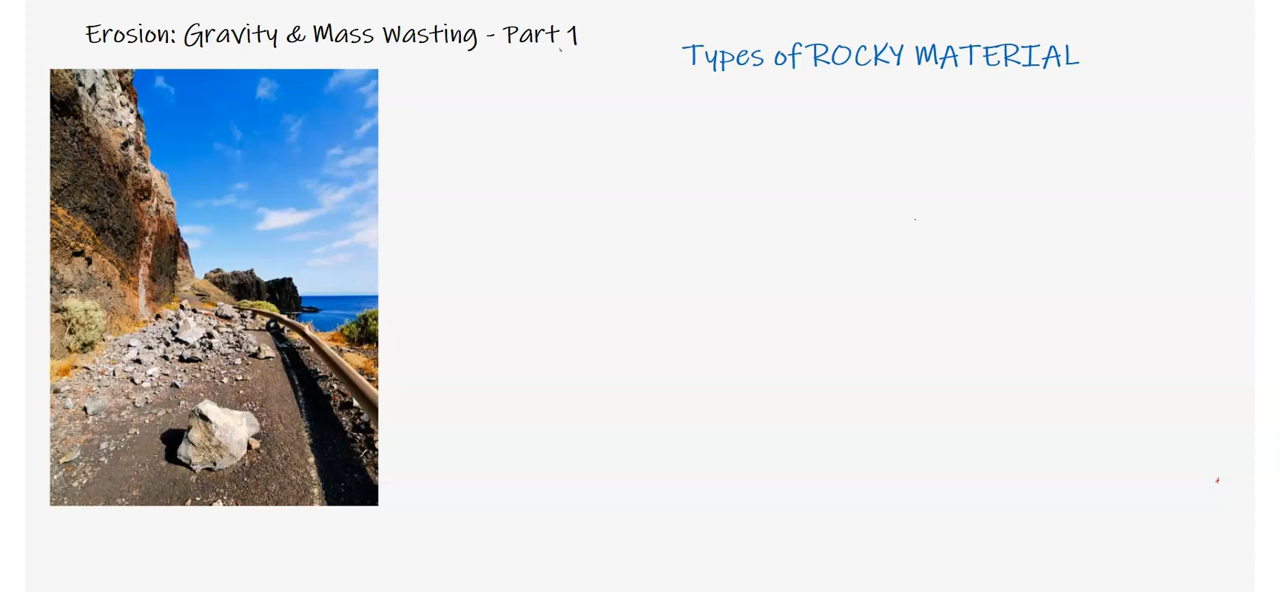 Erosion: Gravity & Mass Wasting - Part 1
Types of ROCKY MATERIAL